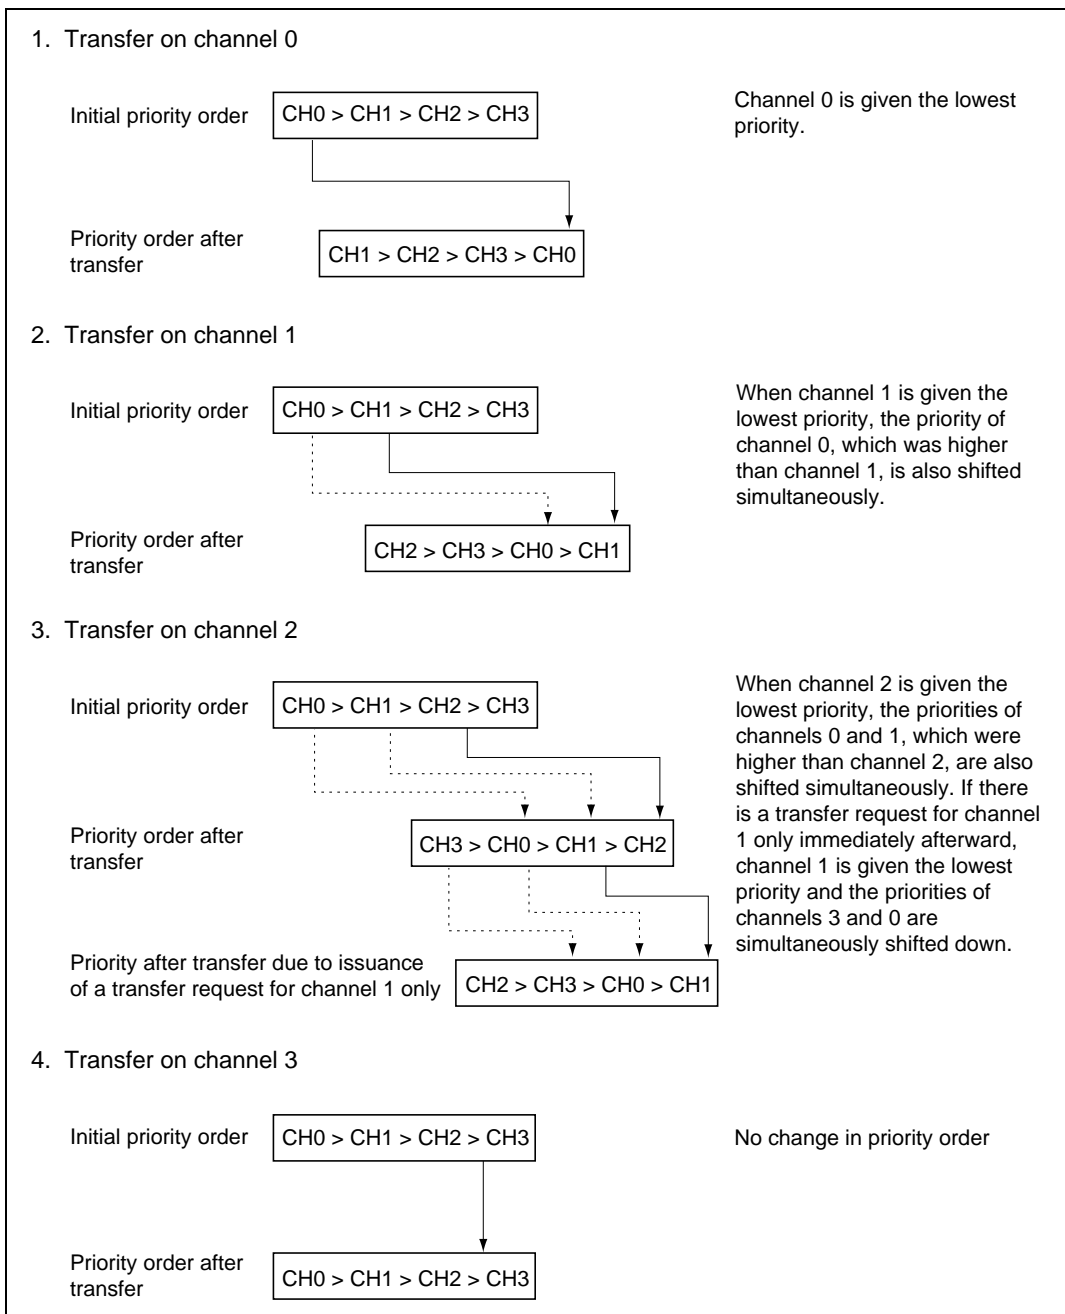 1. Transfer on channel 0
Initial priority order
CH0 > CH1 > CH2 > CH3
Channel 0 is given the lowest
priority.
Priority order after
transfer
CH1 > CH2 > CH3 > CH0
2. Transfer on channel 1
Initial priority order
CH0 > CH1 > CH2 > CH3
When channel 1 is given the
lowest priority, the priority of
channel 0, which was higher
than channel 1, is also shifted
simultaneously.
Priority order after
transfer
CH2 > CH3 > CH0 > CH1
3. Transfer on channel 2
Initial priority order
CH0 > CH1 > CH2 > CH3
When channel 2 is given the
lowest priority, the priorities of
channels 0 and 1, which were
higher than channel 2, are also
shifted simultaneously. If there
is a transfer request for channel
1 only immediately afterward,
channel 1 is given the lowest
priority and the priorities of
channels 3 and 0 are
simultaneously shifted down.
Priority order after
transfer
CH3 > CH0 > CH1 > CH2
Priority after transfer due to issuance
of a transfer request for channel 1 only
CH2 > CH3 > CH0 > CH1
4. Transfer on channel 3
Initial priority order
CH0 > CH1 > CH2 > CH3
No change in priority order
Priority order after
transfer
CH0 > CH1 > CH2 > CH3